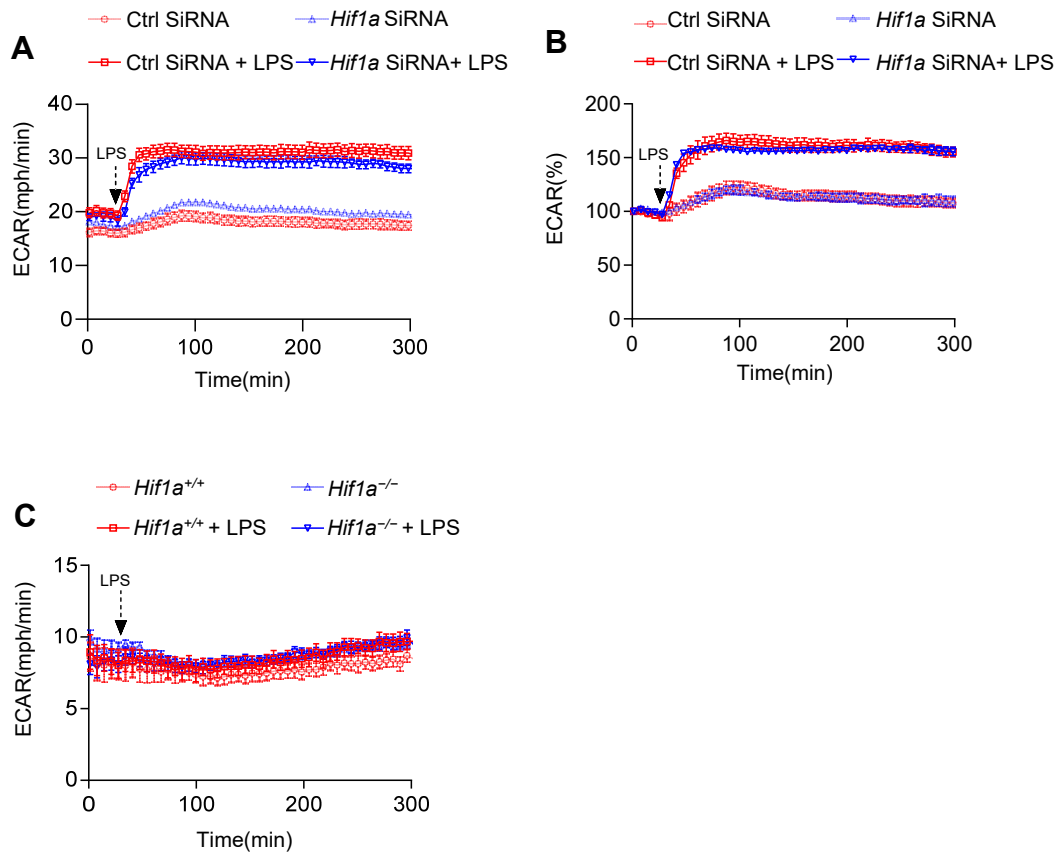 A
Ctrl SiRNA
Hif1a SiRNA
Ctrl SiRNA + LPS
Hif1a SiRNA+ LPS
40
30
20
10
0
LPS
ECAR(mph/min)
0
100
200
300
Time(min)
B
Ctrl SiRNA
Hif1a SiRNA
Ctrl SiRNA + LPS
Hif1a SiRNA+ LPS
200
150
100
50
0
LPS
ECAR(%)
0
100
200
300
Time(min)
C
Hif1a+/+
Hif1a−/−
Hif1a+/+ + LPS
Hif1a−/− + LPS
15
10
5
0
LPS
ECAR(mph/min)
0
100
200
300
Time(min)